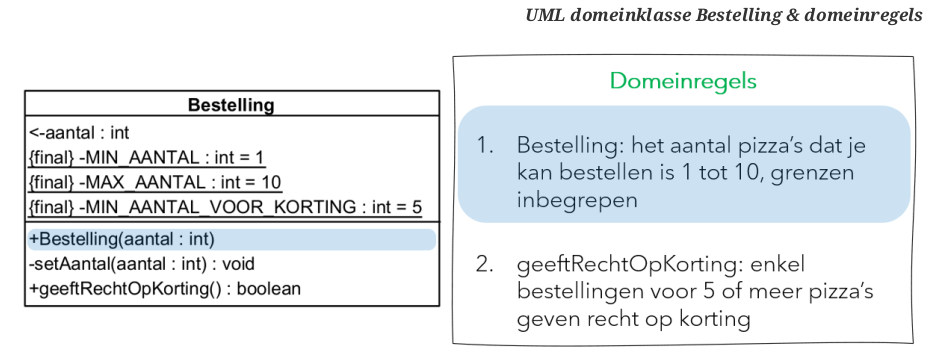 UML domeinklasse Bestelling & domeinregels
Bestelling
<-aantal : int
{final} -MIN_AANTAL : int = 1
{final} -MAX_AANTAL : int = 10
{final} -MIN_AANTAL_VOOR_KORTING : int = 5
+Bestelling(aantal : int)
-setAantal(aantal : int) : void
+geeftRechtOpKorting() : boolean
Domeinregels
1. Bestelling: het aantal pizza's dat je
kan bestellen is 1 tot 10, grenzen
inbegrepen
2. geeftRechtOpKorting: enkel
bestellingen voor 5 of meer pizza's
geven recht op korting